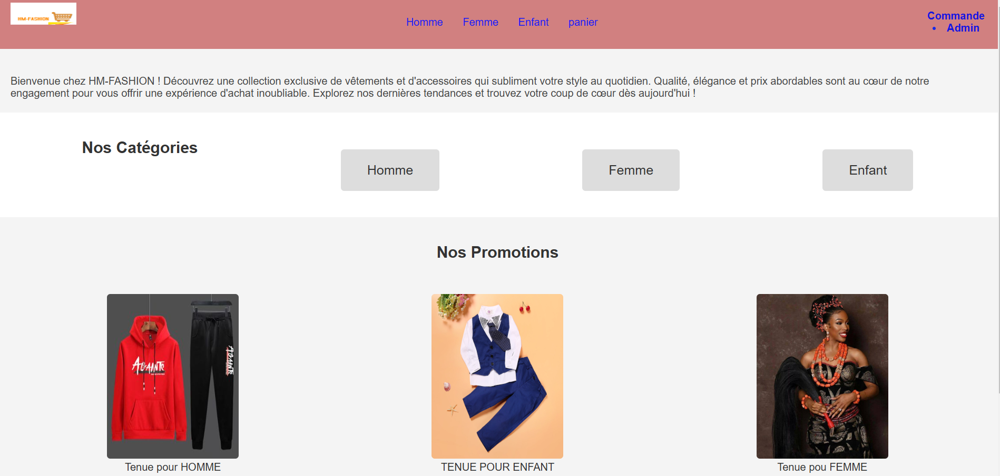 HM-FASHION
Homme Femme Enfant panier
Commande
• Admin
Bienvenue chez HM-FASHION ! Découvrez une collection exclusive de vêtements et d'accessoires qui subliment votre style au quotidien. Qualité, élégance et prix abordables sont au cœur de notre
engagement pour vous offrir une expérience d'achat inoubliable. Explorez nos dernières tendances et trouvez votre coup de cœur dès aujourd'hui !
Nos Catégories
Homme
Femme
Enfant
Nos Promotions
Tenue pour HOMME
TENUE POUR ENFANT
Tenue pou FEMME